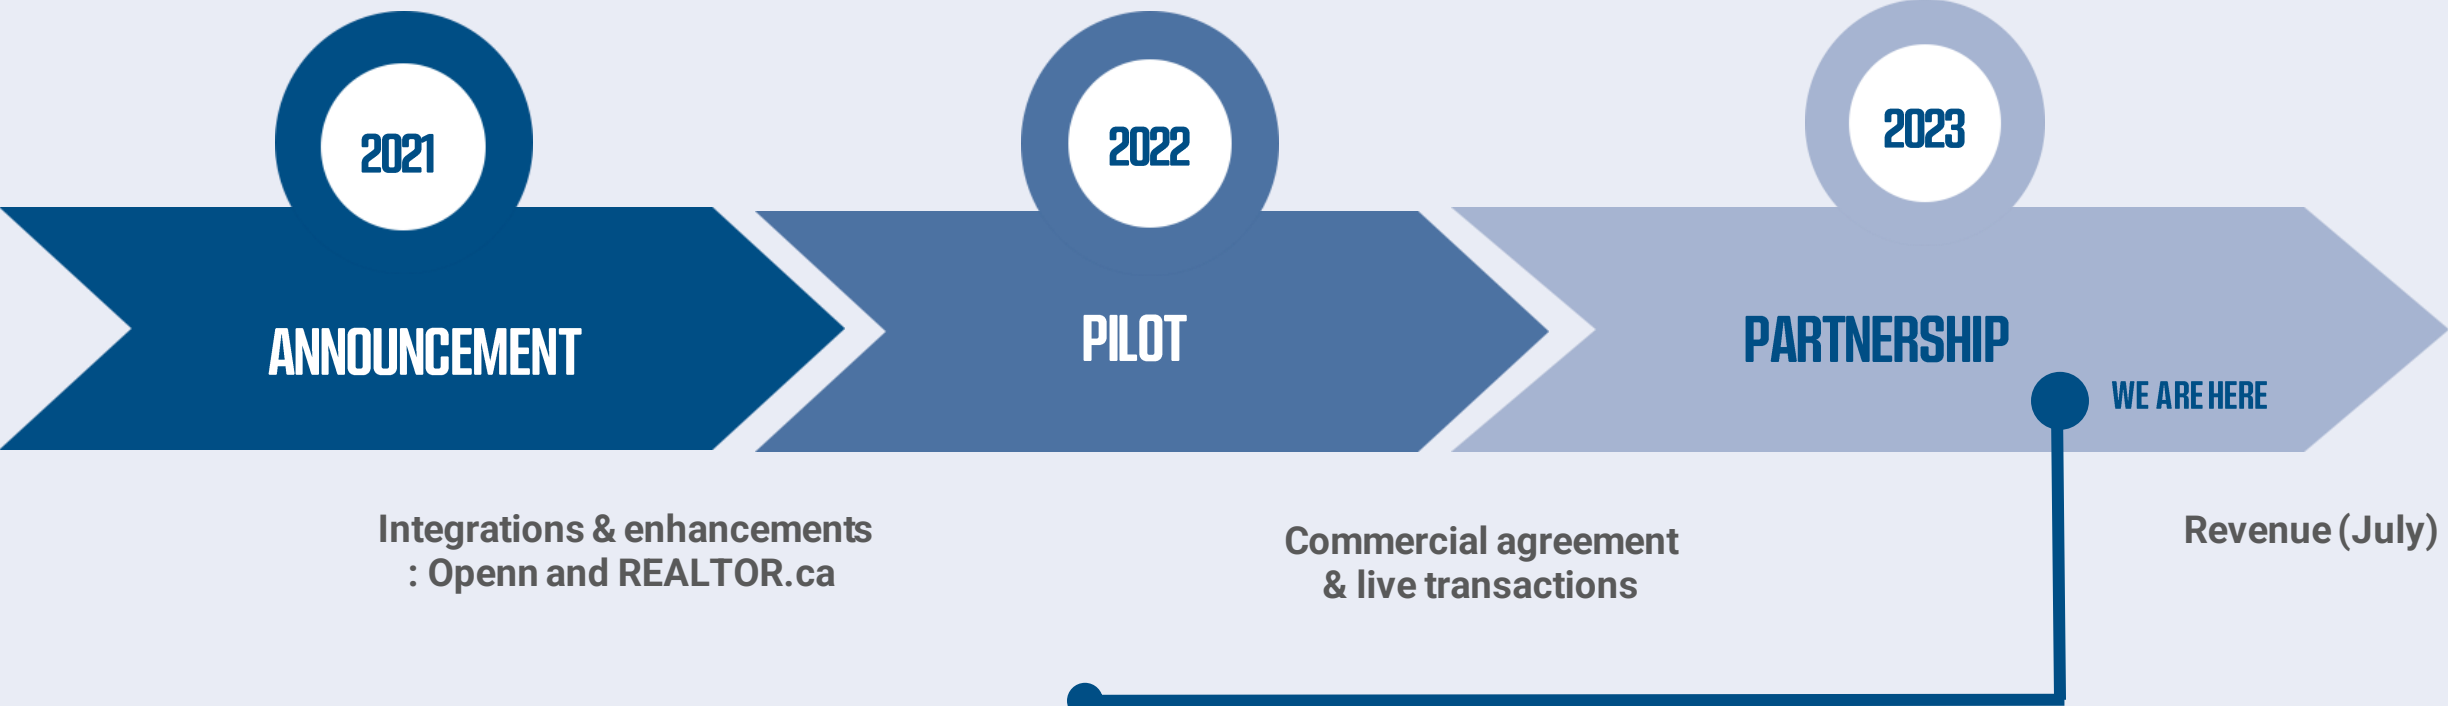 2021
2022
2023
ANNOUNCEMENT
PILOT
PARTNERSHIP
WE ARE HERE
Integrations & enhancements
: Openn and REALTOR.ca
Commercial agreement
& live transactions
Revenue (July)